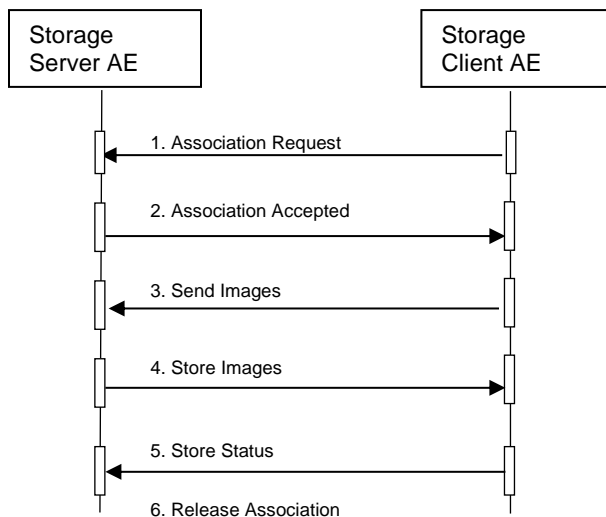 Storage
Server AE
Storage
Client AE
1. Association Request
2. Association Accepted
3. Send Images
4. Store Images
5. Store Status
6. Release Association